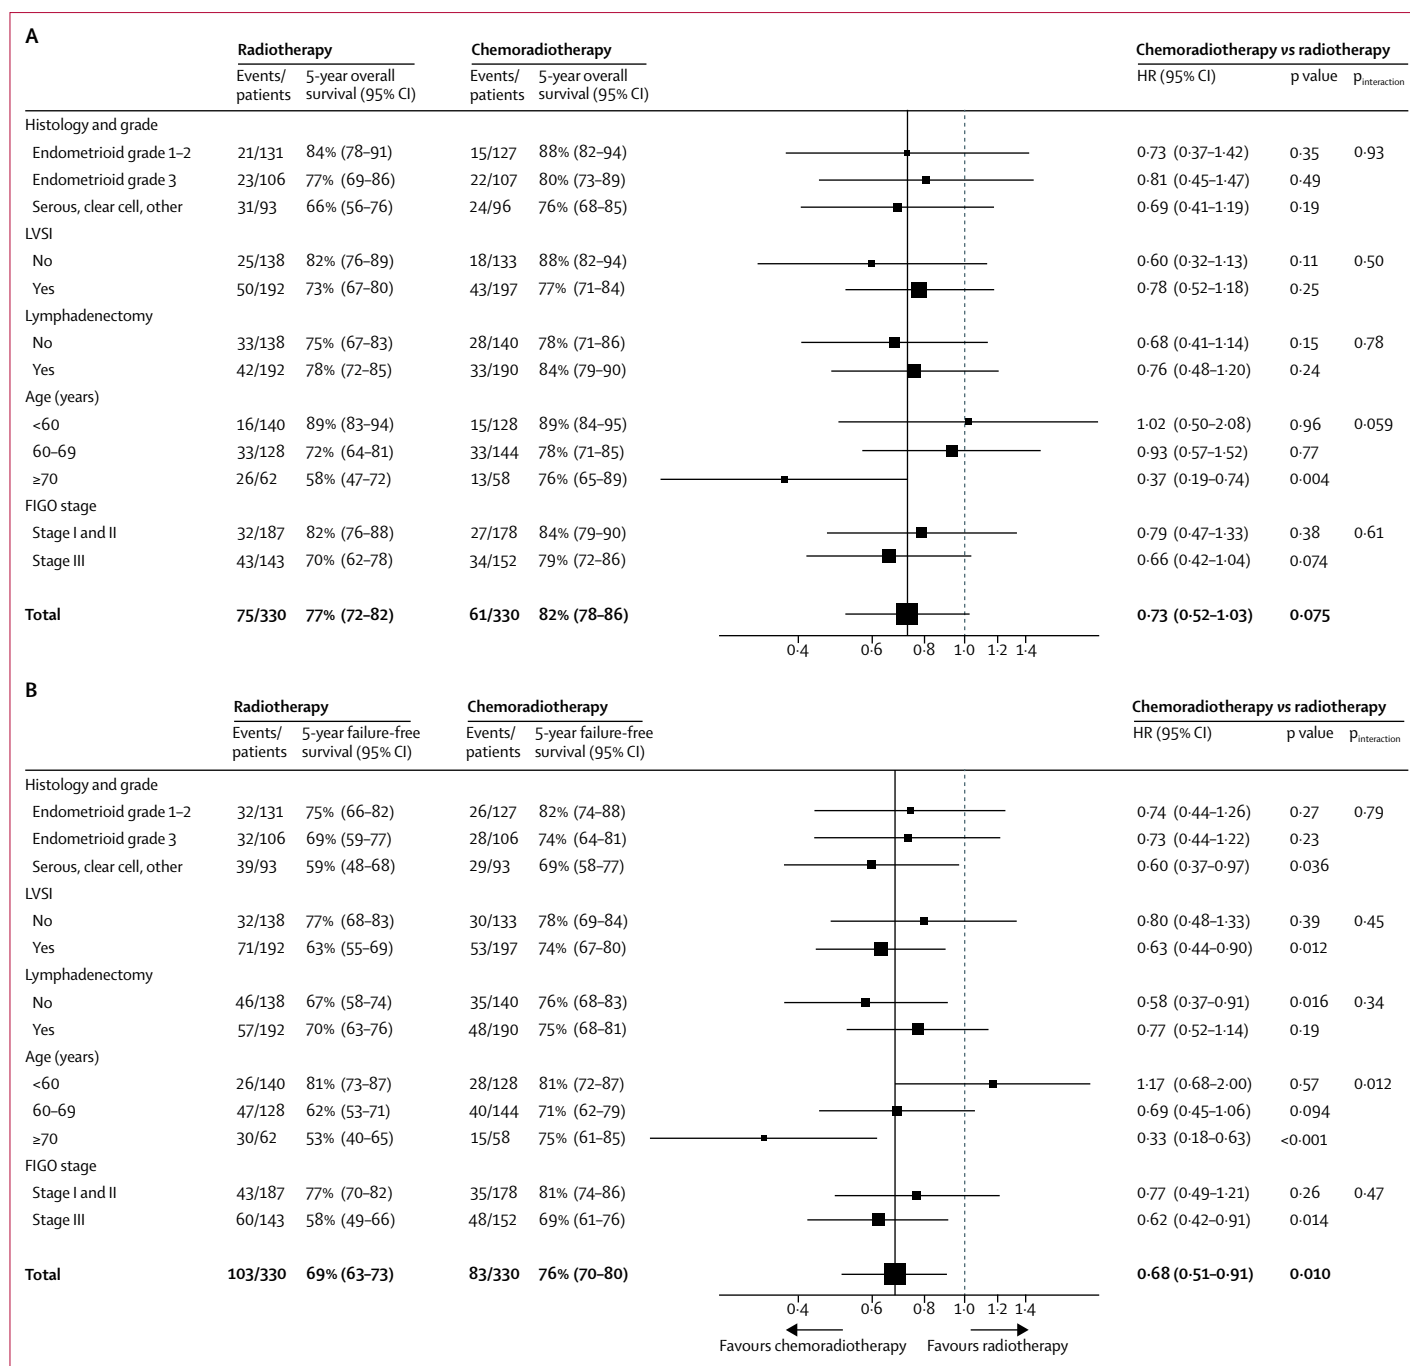 A
Radiotherapy Chemoradiotherapy Chemoradiotherapy vs radiotherapy
Events/ 5-year overall Events/ 5-year overall HR (95% CI) p value pinteraction
patients survival (95% CI) patients survival (95% CI)
Histology and grade
Endometrioid grade 1–2 21/131 84% (78–91) 15/127 88% (82–94) 0·73 (0·37–1·42) 0·35 0·93
Endometrioid grade 3 23/106 77% (69–86) 22/107 80% (73–89) 0·81 (0·45–1·47) 0·49
Serous, clear cell, other 31/93 66% (56–76) 24/96 76% (68–85) 0·69 (0·41–1·19) 0·19
LVSI
No 25/138 82% (76–89) 18/133 88% (82–94) 0·60 (0·32–1·13) 0·11 0·50
Yes 50/192 73% (67–80) 43/197 77% (71–84) 0·78 (0·52–1·18) 0·25
Lymphadenectomy
No 33/138 75% (67–83) 28/140 78% (71–86) 0·68 (0·41–1·14) 0·15 0·78
Yes 42/192 78% (72–85) 33/190 84% (79–90) 0·76 (0·48–1·20) 0·24
Age (years)
<60 16/140 89% (83–94) 15/128 89% (84–95) 1·02 (0·50–2·08) 0·96 0·059
60–69 33/128 72% (64–81) 33/144 78% (71–85) 0·93 (0·57–1·52) 0·77
≥70 26/62 58% (47–72) 13/58 76% (65–89) 0·37 (0·19–0·74) 0·004
FIGO stage
Stage I and II 32/187 82% (76–88) 27/178 84% (79–90) 0·79 (0·47–1·33) 0·38 0·61
Stage III 43/143 70% (62–78) 34/152 79% (72–86) 0·66 (0·42–1·04) 0·074
Total 75/330 77% (72–82) 61/330 82% (78–86) 0·73 (0·52–1·03) 0·075
0·4 0·6 0·8 1·0 1·2 1·4
B
Radiotherapy Chemoradiotherapy Chemoradiotherapy vs radiotherapy
Events/ 5-year failure-free Events/ 5-year failure-free HR (95% CI) p value pinteraction
patients survival (95% CI) patients survival (95% CI)
Histology and grade
Endometrioid grade 1–2 32/131 75% (66–82) 26/127 82% (74–88) 0·74 (0·44–1·26) 0·27 0·79
Endometrioid grade 3 32/106 69% (59–77) 28/106 74% (64–81) 0·73 (0·44–1·22) 0·23
Serous, clear cell, other 39/93 59% (48–68) 29/93 69% (58–77) 0·60 (0·37–0·97) 0·036
LVSI
No 32/138 77% (68–83) 30/133 78% (69–84) 0·80 (0·48–1·33) 0·39 0·45
Yes 71/192 63% (55–69) 53/197 74% (67–80) 0·63 (0·44–0·90) 0·012
Lymphadenectomy
No 46/138 67% (58–74) 35/140 76% (68–83) 0·58 (0·37–0·91) 0·016 0·34
Yes 57/192 70% (63–76) 48/190 75% (68–81) 0·77 (0·52–1·14) 0·19
Age (years)
<60 26/140 81% (73–87) 28/128 81% (72–87) 1·17 (0·68–2·00) 0·57 0·012
60–69 47/128 62% (53–71) 40/144 71% (62–79) 0·69 (0·45–1·06) 0·094
≥70 30/62 53% (40–65) 15/58 75% (61–85) 0·33 (0·18–0·63) <0·001
FIGO stage
Stage I and II 43/187 77% (70–82) 35/178 81% (74–86) 0·77 (0·49–1·21) 0·26 0·47
Stage III 60/143 58% (49–66) 48/152 69% (61–76) 0·62 (0·42–0·91) 0·014
Total 103/330 69% (63–73) 83/330 76% (70–80) 0·68 (0·51–0·91) 0·010
0·4 0·6 0·8 1·0 1·2 1·4
Favours chemoradiotherapy Favours radiotherapy